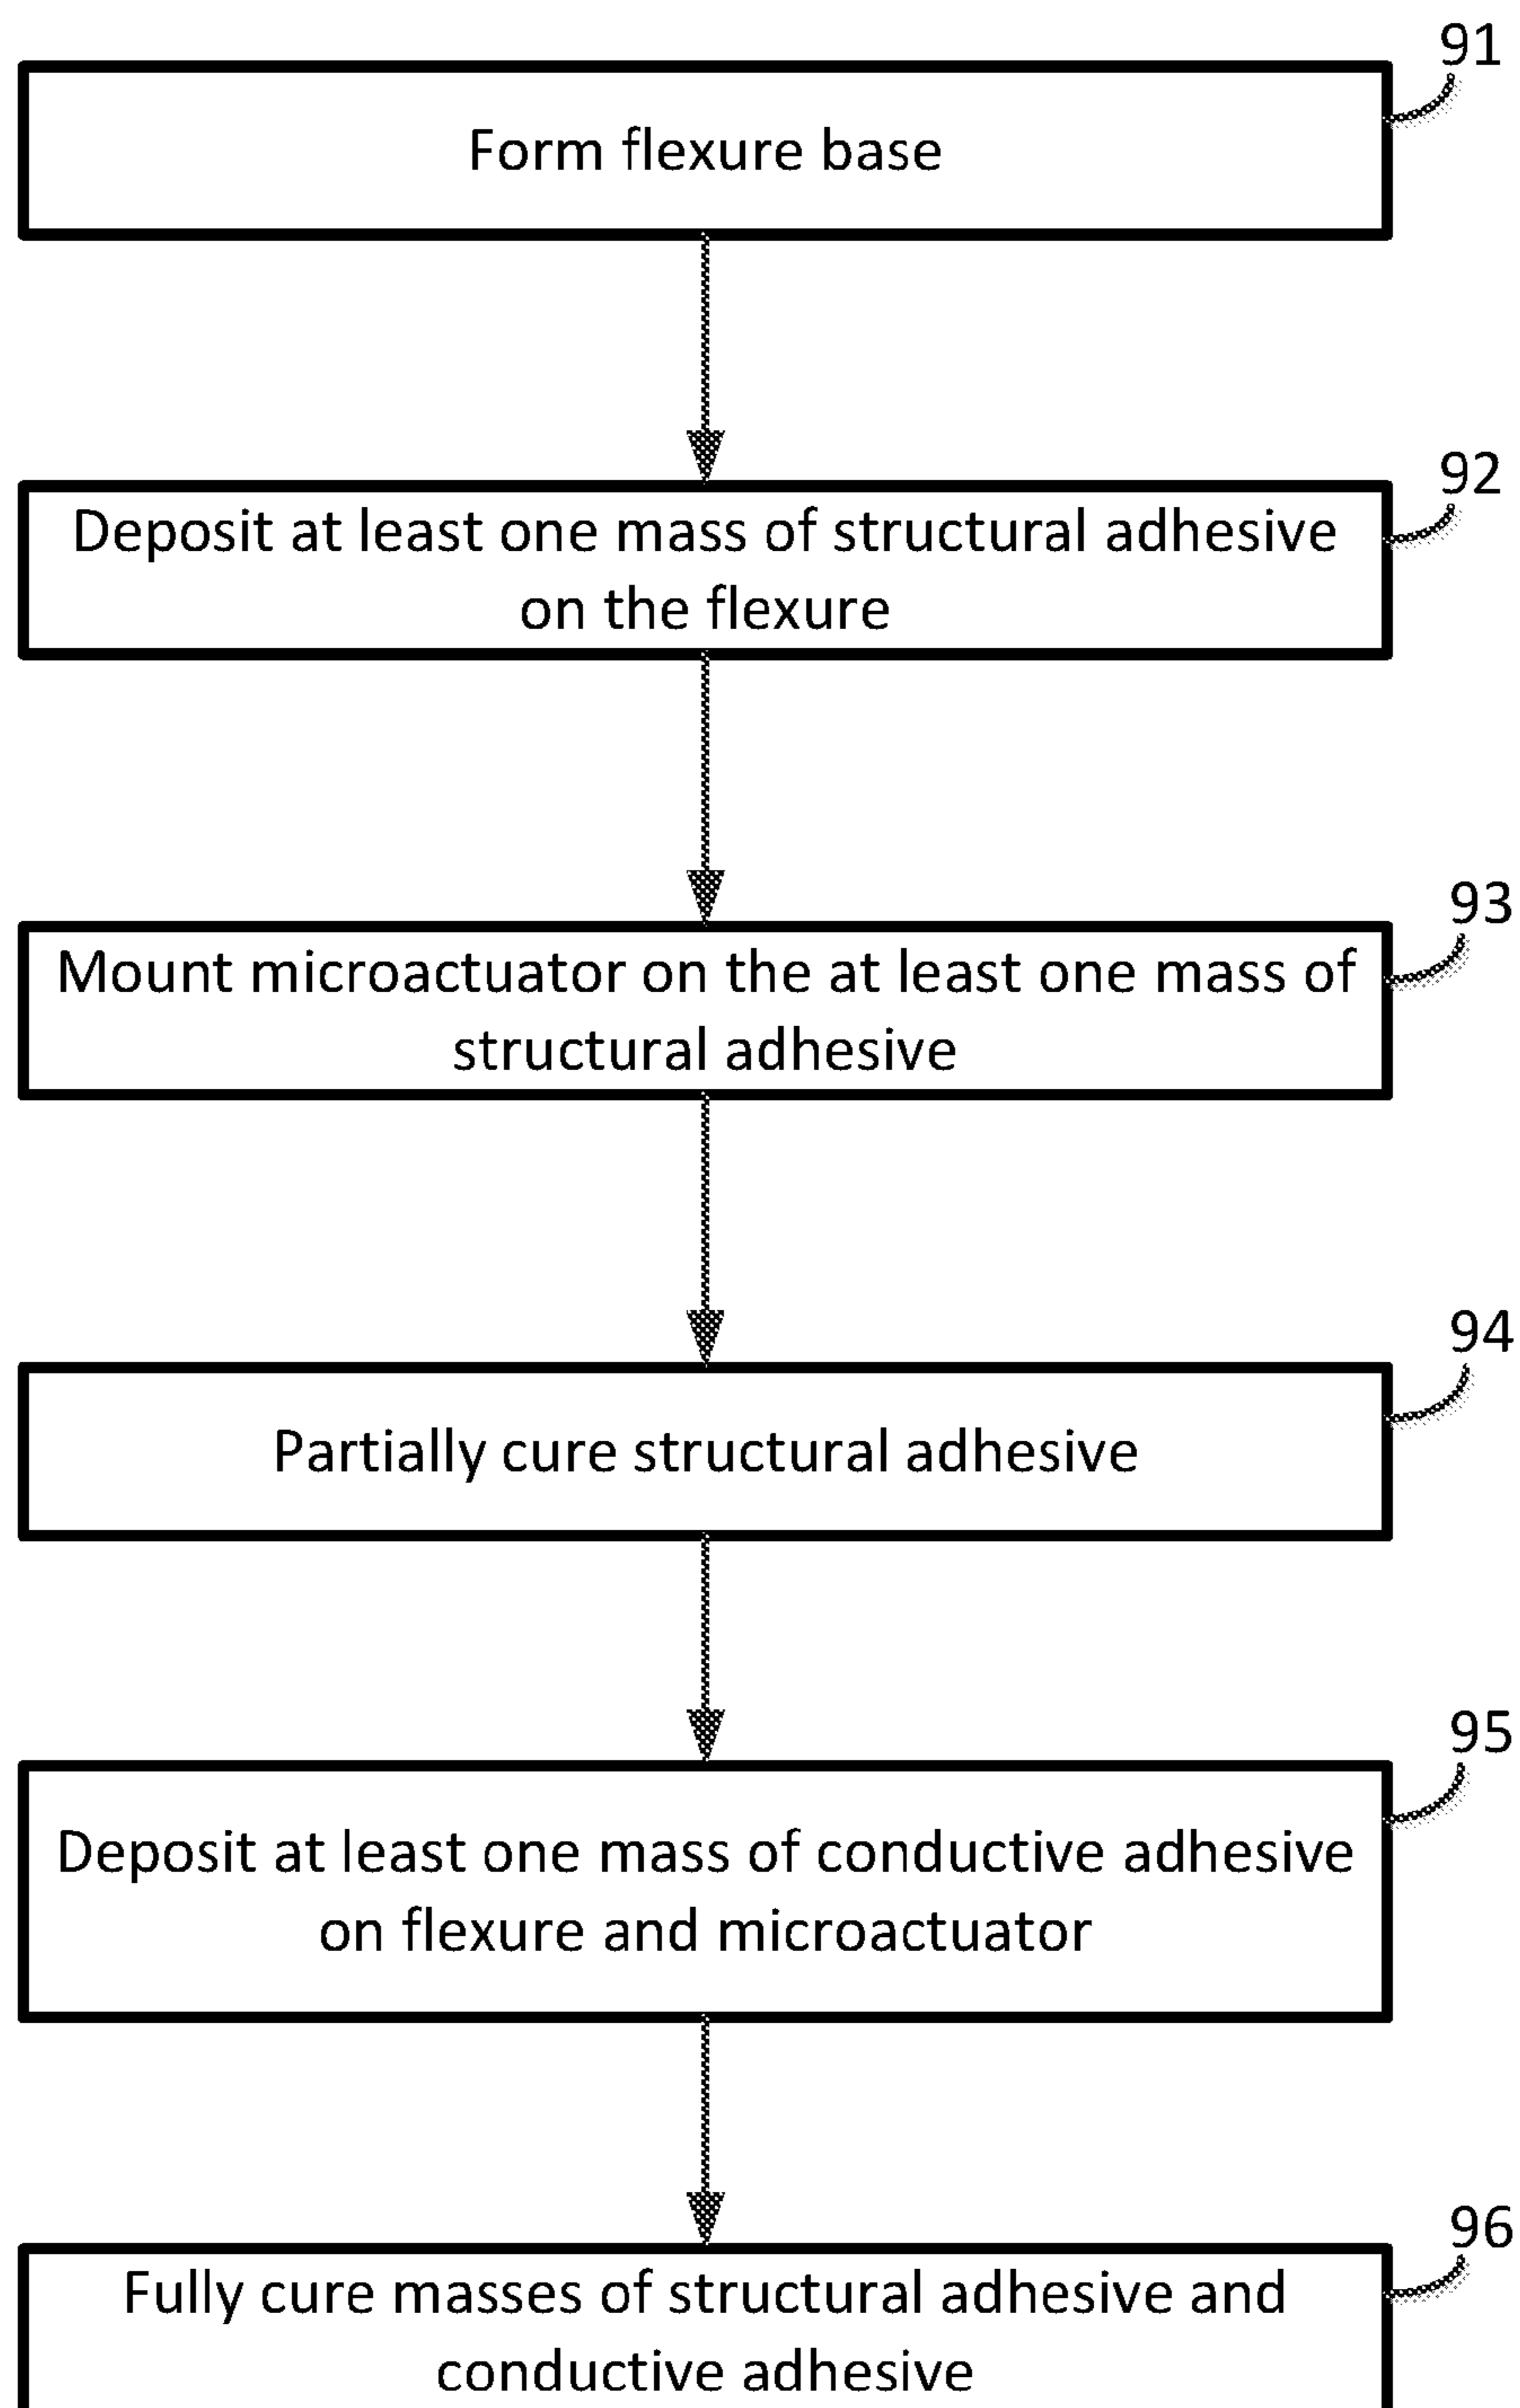 91
Form flexure base
92
Deposit at least one mass of structural adhesive
on the flexure
93
Mount microactuator on the at least one mass of
structural adhesive
94
Partially cure structural adhesive
95
Deposit at least one mass of conductive adhesive
on flexure and microactuator
96
Fully cure masses of structural adhesive and
conductive adhesive